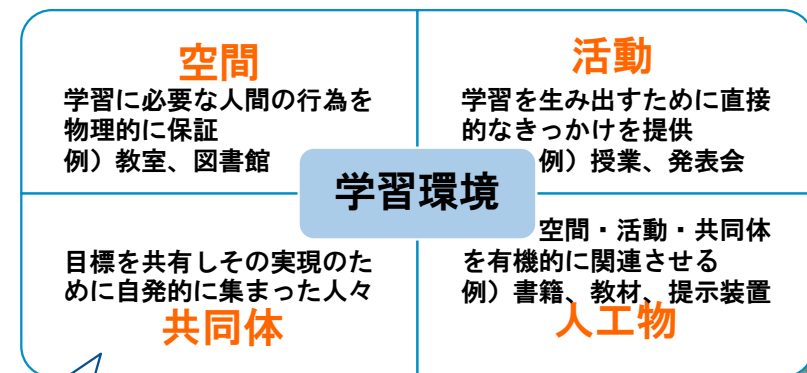 空間
学習に必要な人間の行為を
物理的に保証
例）教室、図書館
活動
学習を生み出すために直接
的なきっかけを提供
例）授業、発表会
学習環境
目標を共有しその実現のた
めに自発的に集まった人々
共同体
空間・活動・共同体
を有機的に関連させる
例）書籍、教材、提示装置
人工物